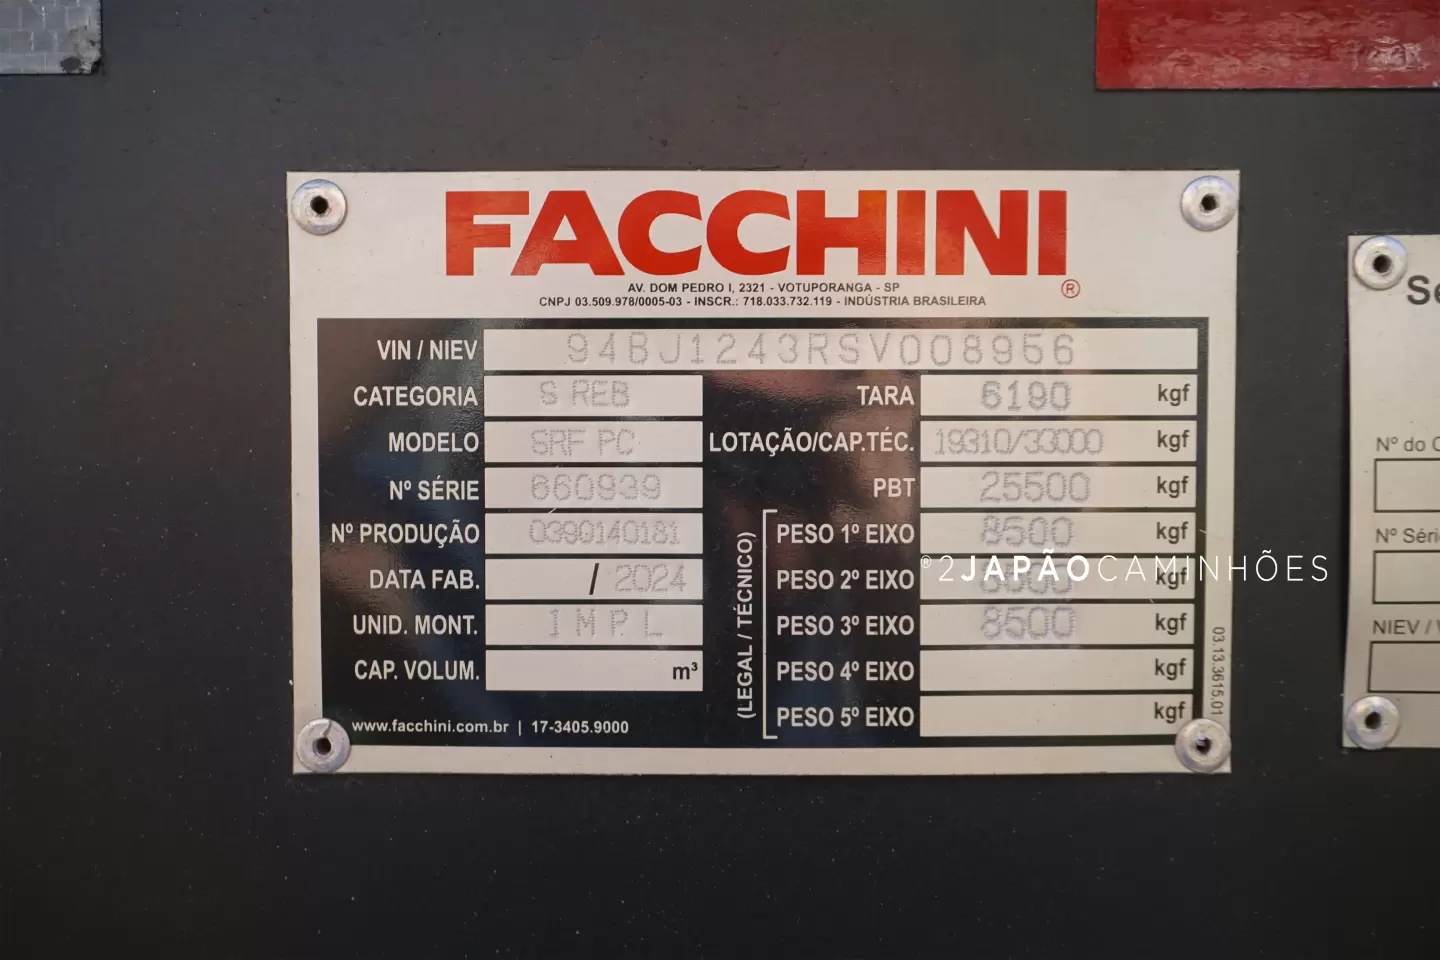 FACCHINI
®
AV. DOM PEDRO I, 2321 - VOTUPORANGA - SP
CNPJ 03.509.978/0005-03 - INSCR.: 718.033.732.119 - INDÚSTRIA BRASILEIRA
VIN / NIEV 94BJ1243RSV008956
CATEGORIA S REB TARA 6190 kgf
MODELO SRF PC LOTAÇÃO/CAP.TÉC. 19310/33000 kgf
Nº SÉRIE 660939 PBT 25500 kgf
Nº PRODUÇÃO 0390140181 PESO 1º EIXO 8500 kgf
DATA FAB. / 2024 PESO 2º EIXO kgf
UNID. MONT. IMPL PESO 3º EIXO 8500 kgf
CAP. VOLUM. m³ PESO 4º EIXO kgf
PESO 5º EIXO kgf
(LEGAL / TÉCNICO)
www.facchini.com.br | 17-3405.9000
03.13.3615.01
®2JAPÃOCAMINHÕES
Nº do
Nº Séri
NIEV /